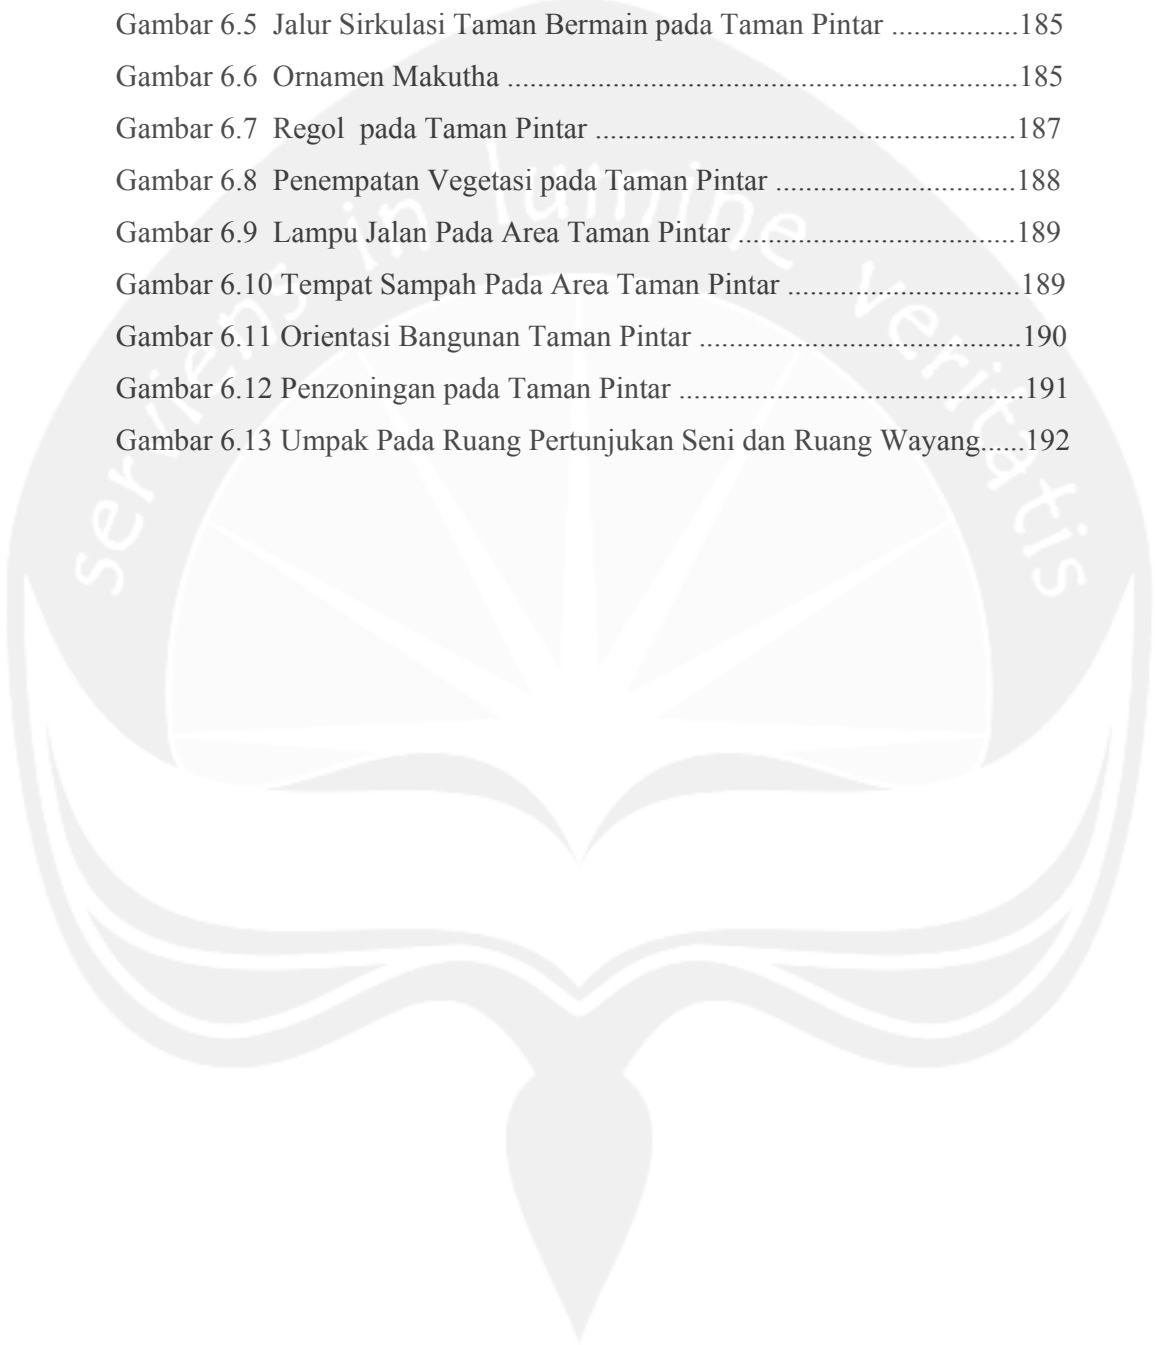 Gambar 6.5  Jalur Sirkulasi Taman Bermain pada Taman Pintar .................185
Gambar 6.6  Ornamen Makutha .....................................................................185
Gambar 6.7  Regol  pada Taman Pintar .........................................................187
Gambar 6.8  Penempatan Vegetasi pada Taman Pintar ................................188
Gambar 6.9  Lampu Jalan Pada Area Taman Pintar .....................................189
Gambar 6.10 Tempat Sampah Pada Area Taman Pintar ...............................189
Gambar 6.11 Orientasi Bangunan Taman Pintar ...........................................190
Gambar 6.12 Penzoningan pada Taman Pintar ..............................................191
Gambar 6.13 Umpak Pada Ruang Pertunjukan Seni dan Ruang Wayang......192
serviens in lumine veritatis